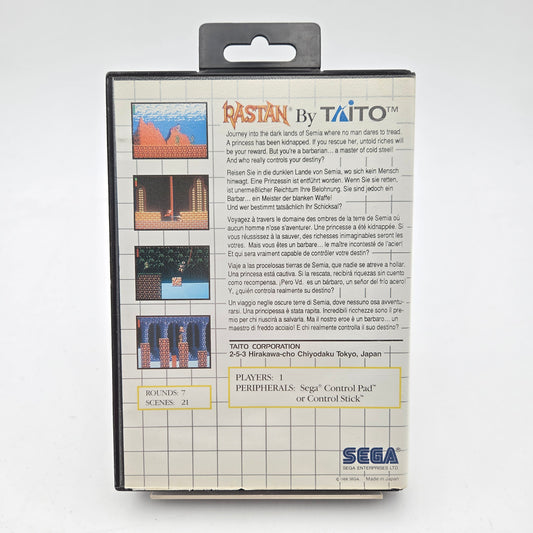 RASTAN® By TAITO™
Journey into the dark lands of Semia where no man dares to tread.
A princess has been kidnapped. If you rescue her, untold riches will
be your reward. But you're a barbarian... a master of cold steel!
And who really controls your destiny?
Reisen Sie in die dunklen Lande von Semia, wo sich kein Mensch
hinwagt. Eine Prinzessin ist entführt worden. Wenn Sie sie retten,
ist unermeßlicher Reichtum Ihre Belohnung. Sie sind jedoch ein
Barbar... ein Meister der blanken Waffe!
Und wer bestimmt tatsächlich Ihr Schicksal?
Voyagez à travers le domaine des ombres de la terre de Semia où
aucun homme n'ose s'aventurer. Une princesse a été kidnappée. Si
vous réussissez à la sauver, des richesses inimaginables seront les
vôtres. Mais vous êtes un barbare... le maître incontesté de l'acier!
Et qui sera vraiment capable de contrôler votre destin?
Viaje a las procelosas tierras de Semia, que nadie se atreve a hollar.
Una princesa está cautiva. Si la rescata, recibirá riquezas sin cuento
como recompensa. ¡Pero Vd. es un bárbaro, un señor del frío acero!
Y, ¿quién controla realmente su destino?
Un viaggio neglie oscure terre di Semia, dove nessuno osa avventu-
rarsi. Una principessa è stata rapita. Incredibili ricchezze sono il pre-
mio per chi riuscirà a salvaria. Ma il nostro eroe è un barbaro... un
maestro di freddo acciaio! E chi realmente controlla il suo destino?
TAITO CORPORATION
2-5-3 Hirakawa-cho Chiyodaku Tokyo, Japan
PLAYERS: 1
PERIPHERALS: Sega® Control Pad™
or Control Stick™
ROUNDS: 7
SCENES: 21
SEGA®
SEGA ENTERPRISES LTD.
© 1988 SEGA. Made in Japan